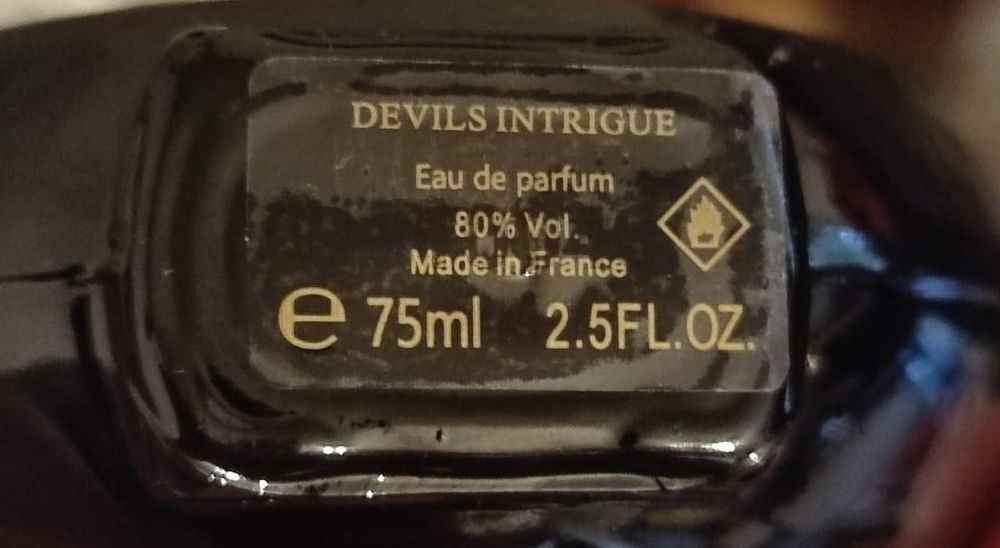 DEVILS INTRIGUE
Eau de parfum
80% Vol.
Made in France
e 75ml 2.5FL.OZ.